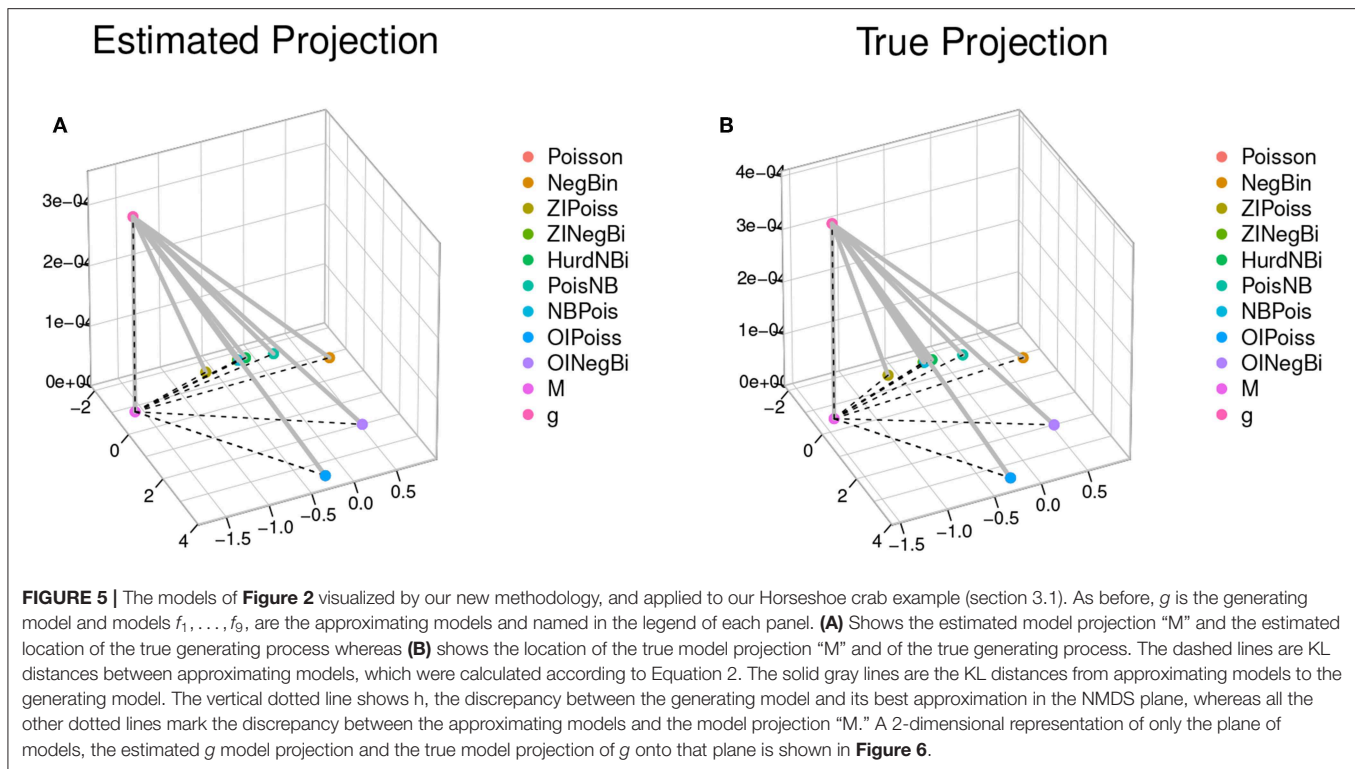 Estimated Projection
True Projection
A
3e-04
2e-04
1e-04
0e+00
−2
0
2
4
−1.5
−1.0
−0.5
0.0
0.5
Poisson
NegBin
ZIPoiss
ZINegBi
HurdNBi
PoisNB
NBPois
OIPoiss
OINegBi
M
g
B
4e-04
3e-04
2e-04
1e-04
0e+00
−2
0
2
4
−1.5
−1.0
−0.5
0.0
0.5
Poisson
NegBin
ZIPoiss
ZINegBi
HurdNBi
PoisNB
NBPois
OIPoiss
OINegBi
M
g
FIGURE 5 | The models of Figure 2 visualized by our new methodology, and applied to our Horseshoe crab example (section 3.1). As before, g is the generating
model and models f1, . . . , f9, are the approximating models and named in the legend of each panel. (A) Shows the estimated model projection “M” and the estimated
location of the true generating process whereas (B) shows the location of the true model projection “M” and of the true generating process. The dashed lines are KL
distances between approximating models, which were calculated according to Equation 2. The solid gray lines are the KL distances from approximating models to the
generating model. The vertical dotted line shows h, the discrepancy between the generating model and its best approximation in the NMDS plane, whereas all the
other dotted lines mark the discrepancy between the approximating models and the model projection “M.” A 2-dimensional representation of only the plane of
models, the estimated g model projection and the true model projection of g onto that plane is shown in Figure 6.